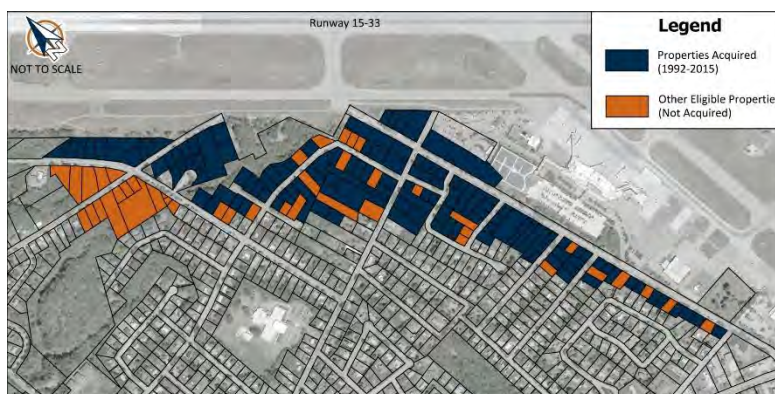 Runway 15-33
NOT TO SCALE
Legend
Properties Acquired
(1992-2015)
Other Eligible Propertie
(Not Acquired)